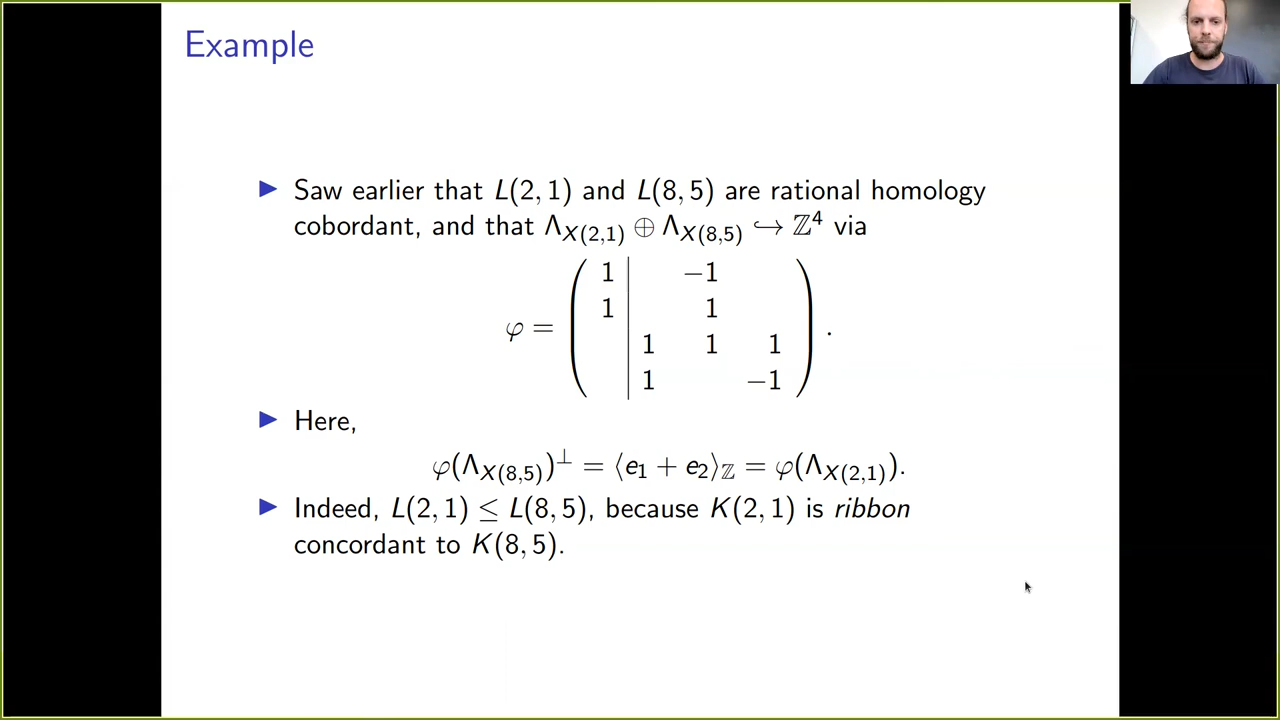 Example
▶ Saw earlier that L(2, 1) and L(8, 5) are rational homology
cobordant, and that Λ_{X(2,1)} ⊕ Λ_{X(8,5)} ↪ ℤ⁴ via
φ = ( 1 | −1
1 | 1
| 1 1 1
| 1 −1 ) .
▶ Here,
φ(Λ_{X(8,5)})^⊥ = ⟨e₁ + e₂⟩_ℤ = φ(Λ_{X(2,1)}).
▶ Indeed, L(2, 1) ≤ L(8, 5), because K(2, 1) is ribbon
concordant to K(8, 5).